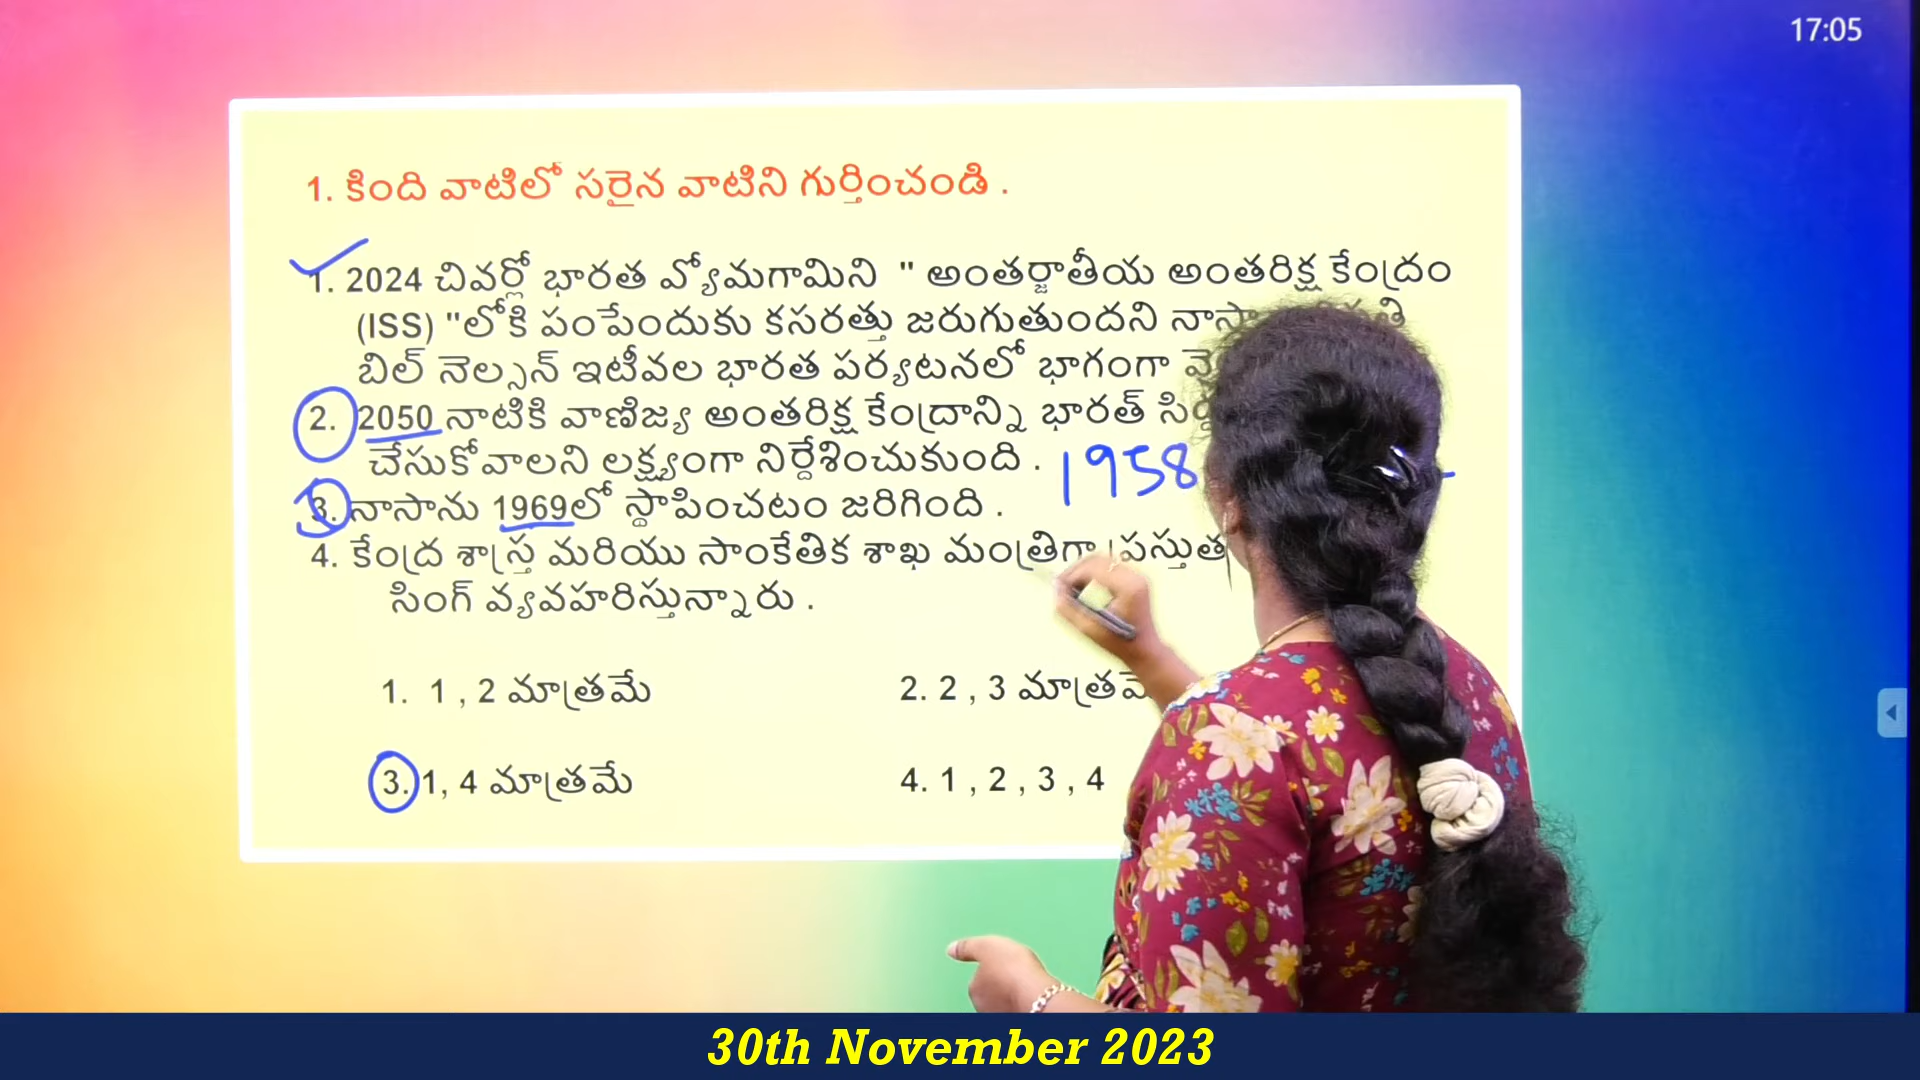 17:05
1. కింది వాటిలో సరైన వాటిని గుర్తించండి .
1. 2024 చివర్లో భారత వ్యోమగామిని " అంతర్జాతీయ అంతరిక్ష కేంద్రం
(ISS) "లోకి పంపేందుకు కసరత్తు జరుగుతుందని
బిల్ నెల్సన్ ఇటీవల భారత పర్యటనలో భాగంగా
2. 2050 నాటికి వాణిజ్య అంతరిక్ష కేంద్రాన్ని భారత్
చేసుకోవాలని లక్ష్యంగా నిర్దేశించుకుంది . 1958
3. నాసాను 1969లో స్థాపించటం జరిగింది .
4. కేంద్ర శాస్త్ర మరియు సాంకేతిక శాఖ మంత్రిగా
సింగ్ వ్యవహరిస్తున్నారు .
1. 1 , 2 మాత్రమే 2. 2 , 3 మాత్రమే
3. 1, 4 మాత్రమే 4. 1 , 2 , 3 , 4
30th November 2023